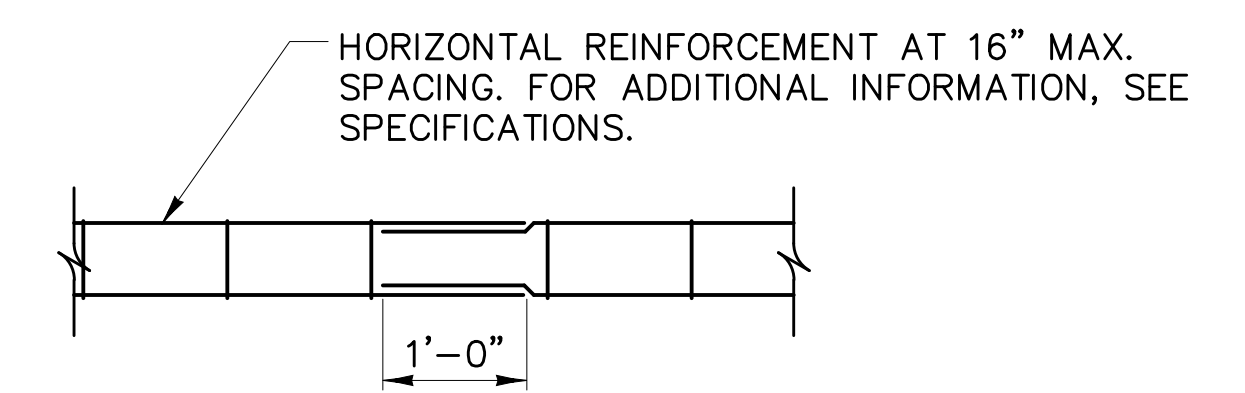 HORIZONTAL REINFORCEMENT AT 16" MAX.
SPACING. FOR ADDITIONAL INFORMATION, SEE
SPECIFICATIONS.
1'-0"